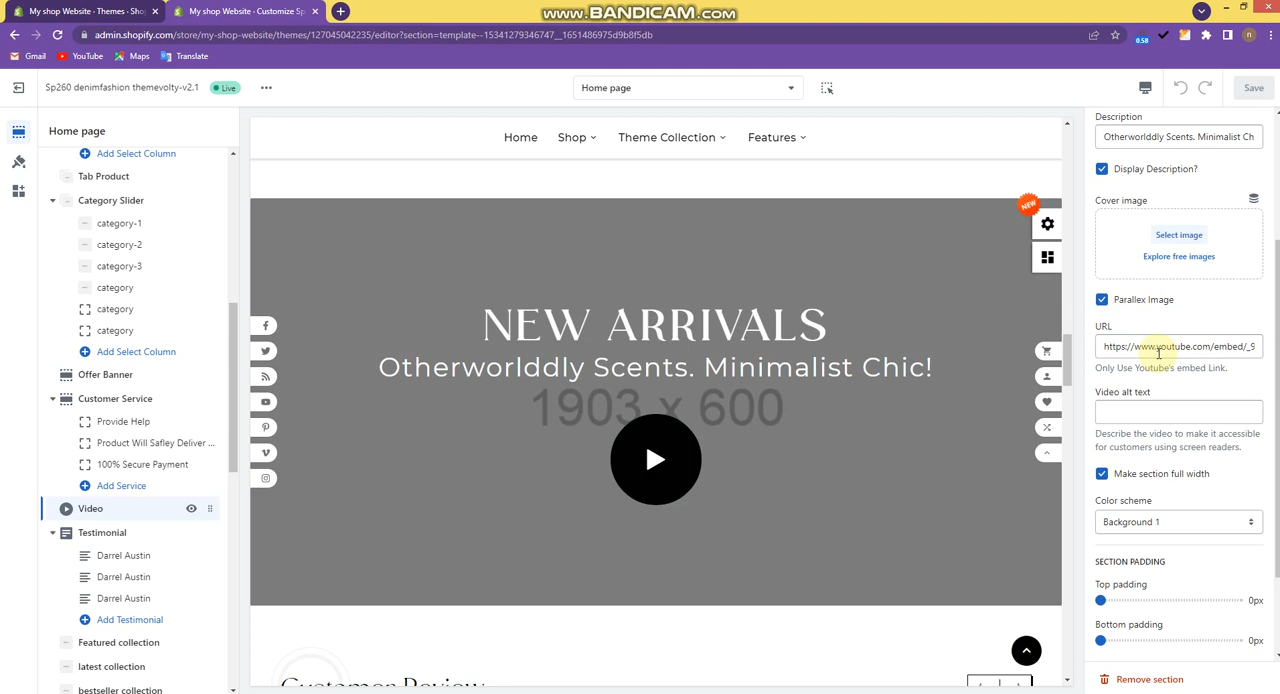 My shop Website - Themes - Shop
My shop Website - Customize Sp
www.BANDICAM.com
admin.shopify.com/store/my-shop-website/themes/127045042235/editor?section=template--15341279346747__1651486975d9b8f5db
0.58
n
Gmail
YouTube
Maps
Translate
Sp260 denimfashion themevolty-v2.1
Live
Home page
Save
Home page
Add Select Column
Tab Product
Category Slider
category-1
category-2
category-3
category
category
category
Add Select Column
Offer Banner
Customer Service
Provide Help
Product Will Safley Deliver ...
100% Secure Payment
Add Service
Video
Testimonial
Darrel Austin
Darrel Austin
Darrel Austin
Add Testimonial
Featured collection
latest collection
bestseller collection
Home
Shop
Theme Collection
Features
NEW
NEW ARRIVALS
Otherworlddly Scents. Minimalist Chic!
1903 x 600
Customer Review
Description
Otherworlddly Scents. Minimalist Ch
Display Description?
Cover image
Select image
Explore free images
Parallex Image
URL
https://www.youtube.com/embed/_9
Only Use Youtube's embed Link.
Video alt text
Describe the video to make it accessible
for customers using screen readers.
Make section full width
Color scheme
Background 1
SECTION PADDING
Top padding
0px
Bottom padding
0px
Remove section